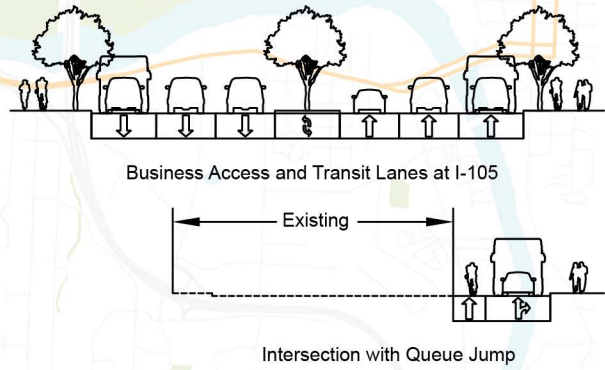 Business Access and Transit Lanes at I-105
Existing
Intersection with Queue Jump